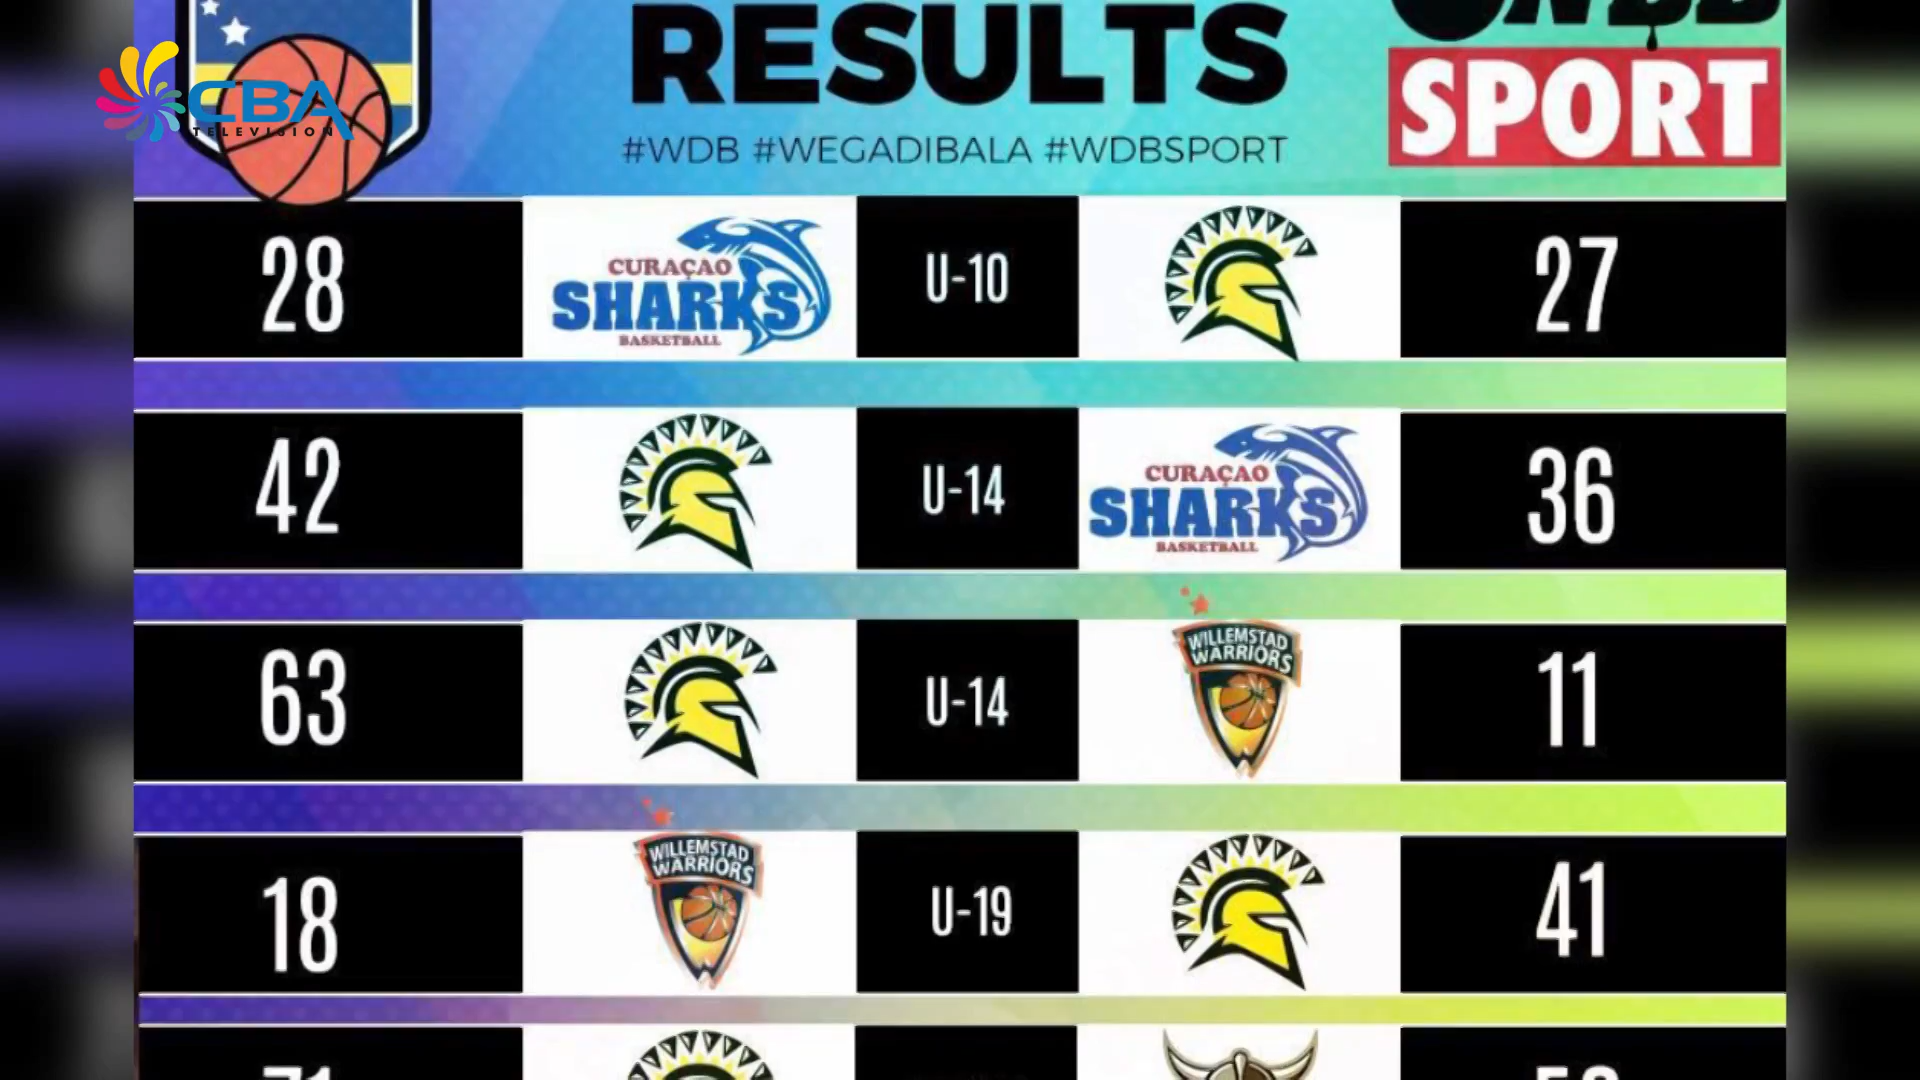 RESULTS
SPORT
CBA
TELEVISION
#WDB #WEGADIBALA #WDBSPORT
28
CURAÇAO
SHARKS
BASKETBALL
U-10
27
42
U-14
CURAÇAO
SHARKS
BASKETBALL
36
63
U-14
WILLEMSTAD
WARRIORS
11
18
WILLEMSTAD
WARRIORS
U-19
41
71